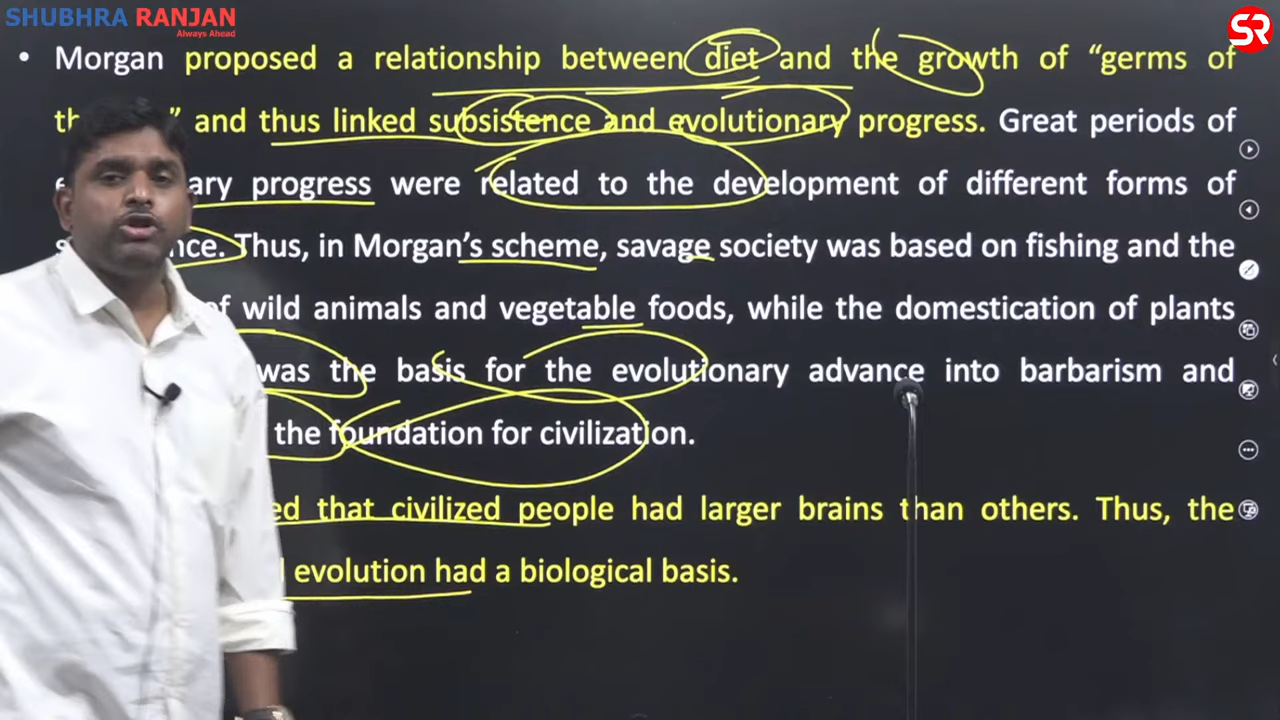 SHUBHRA RANJAN
Always Ahead
SR
• Morgan proposed a relationship between diet and the growth of “germs of
” and thus linked subsistence and evolutionary progress. Great periods of
progress were related to the development of different forms of
Thus, in Morgan’s scheme, savage society was based on fishing and the
of wild animals and vegetable foods, while the domestication of plants
was the basis for the evolutionary advance into barbarism and
the foundation for civilization.
that civilized people had larger brains than others. Thus, the
evolution had a biological basis.